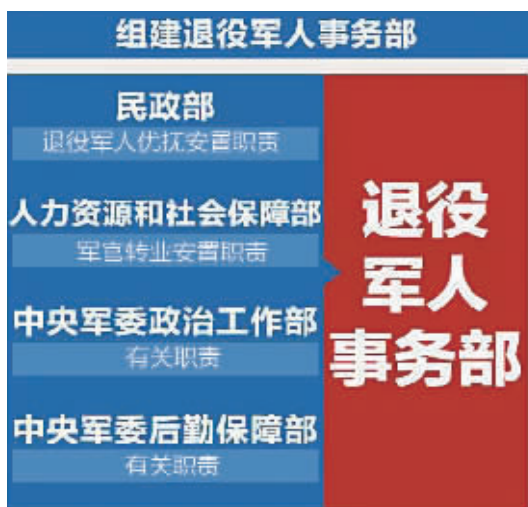 组建退役军人事务部
民政部
退役军人优抚安置职责
人力资源和社会保障部
军官转业安置职责
中央军委政治工作部
有关职责
中央军委后勤保障部
有关职责
退役
军人
事务部